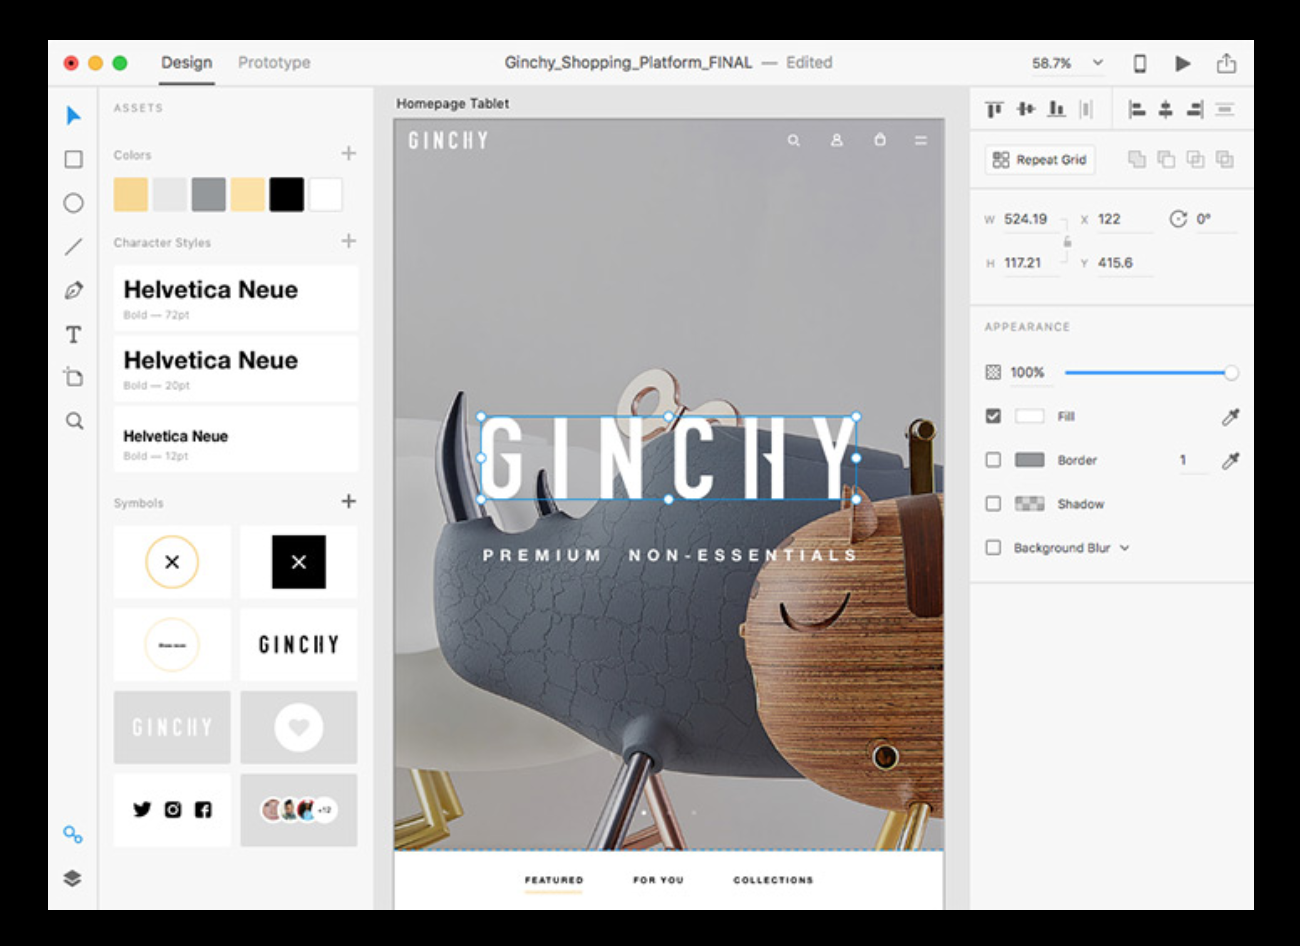 Design Prototype Ginchy_Shopping_Platform_FINAL — Edited 58.7%
ASSETS
Colors
Character Styles
Helvetica Neue
Bold — 72pt
Helvetica Neue
Bold — 20pt
Helvetica Neue
Bold — 12pt
Symbols
GINCHY
GINCHY
+12
Homepage Tablet
GINCHY
GINCHY
PREMIUM NON-ESSENTIALS
FEATURED FOR YOU COLLECTIONS
Repeat Grid
W 524.19 X 122 0°
H 117.21 Y 415.6
APPEARANCE
100%
Fill
Border 1
Shadow
Background Blur